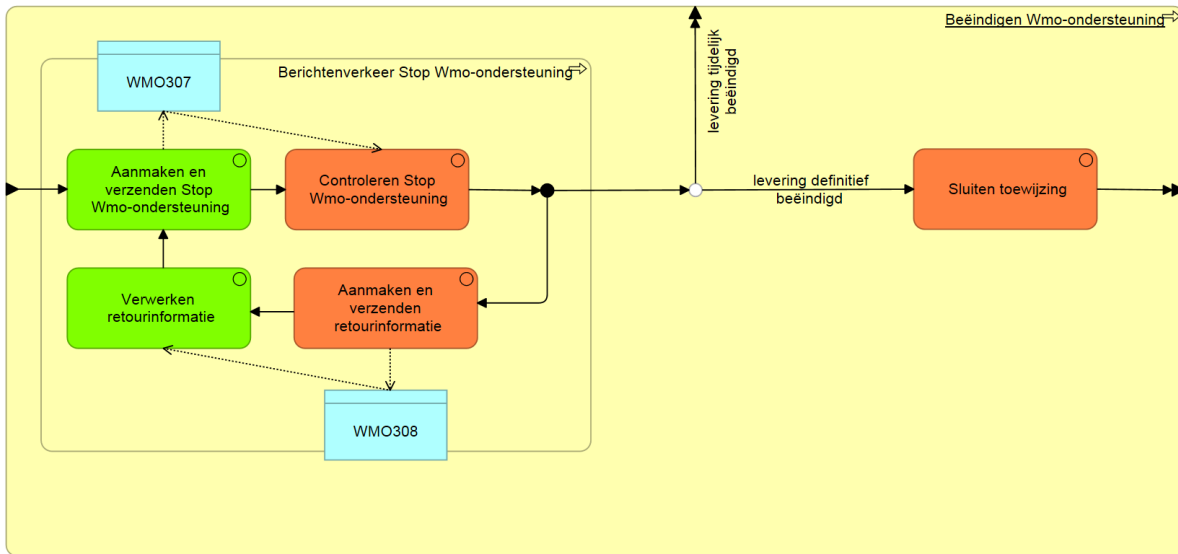 Beëindigen Wmo-ondersteuning
Berichtenverkeer Stop Wmo-ondersteuning
WMO307
levering tijdelijk
beëindigd
Aanmaken en
verzenden Stop
Wmo-ondersteuning
Controleren Stop
Wmo-ondersteuning
levering definitief
beëindigd
Sluiten toewijzing
Verwerken
retourinformatie
Aanmaken en
verzenden
retourinformatie
WMO308